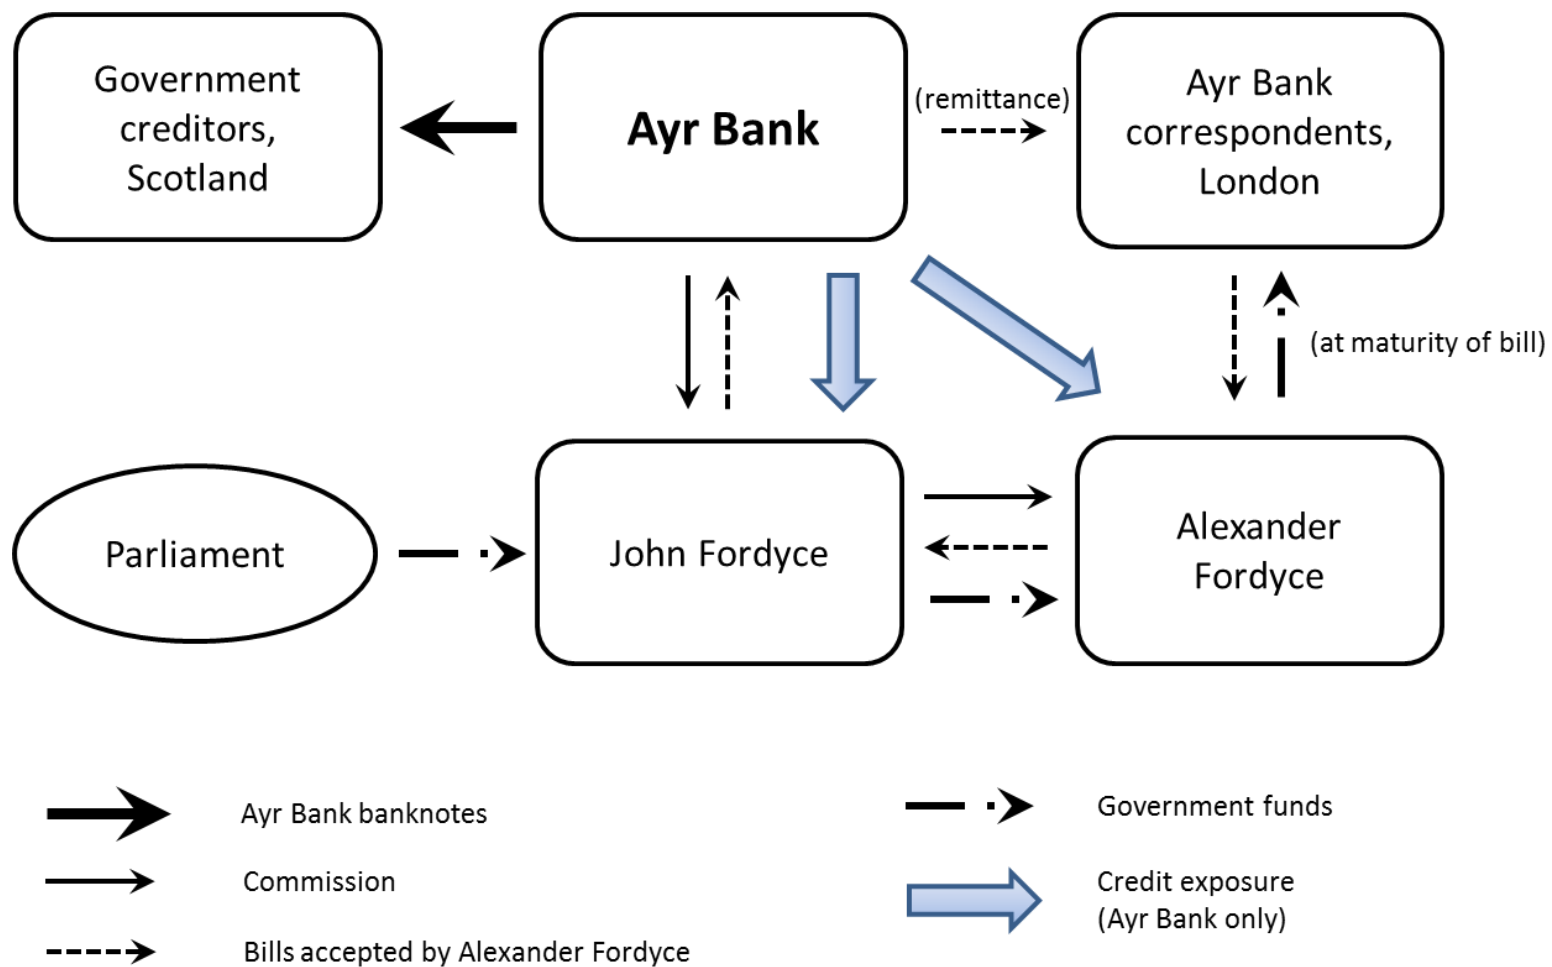 Government
creditors,
Scotland
Ayr Bank
(remittance)
Ayr Bank
correspondents,
London
(at maturity of bill)
Parliament
John Fordyce
Alexander
Fordyce
Ayr Bank banknotes
Commission
Bills accepted by Alexander Fordyce
Government funds
Credit exposure
(Ayr Bank only)